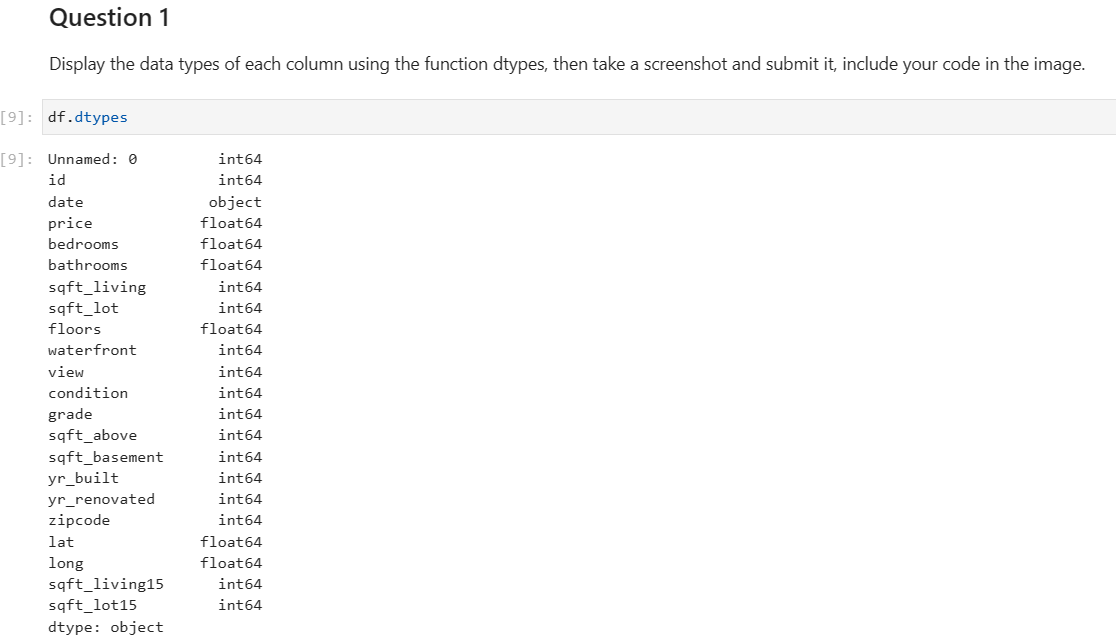 Question 1
Display the data types of each column using the function dtypes, then take a screenshot and submit it, include your code in the image.
[9]: df.dtypes
[9]: Unnamed: 0 int64
id int64
date object
price float64
bedrooms float64
bathrooms float64
sqft_living int64
sqft_lot int64
floors float64
waterfront int64
view int64
condition int64
grade int64
sqft_above int64
sqft_basement int64
yr_built int64
yr_renovated int64
zipcode int64
lat float64
long float64
sqft_living15 int64
sqft_lot15 int64
dtype: object